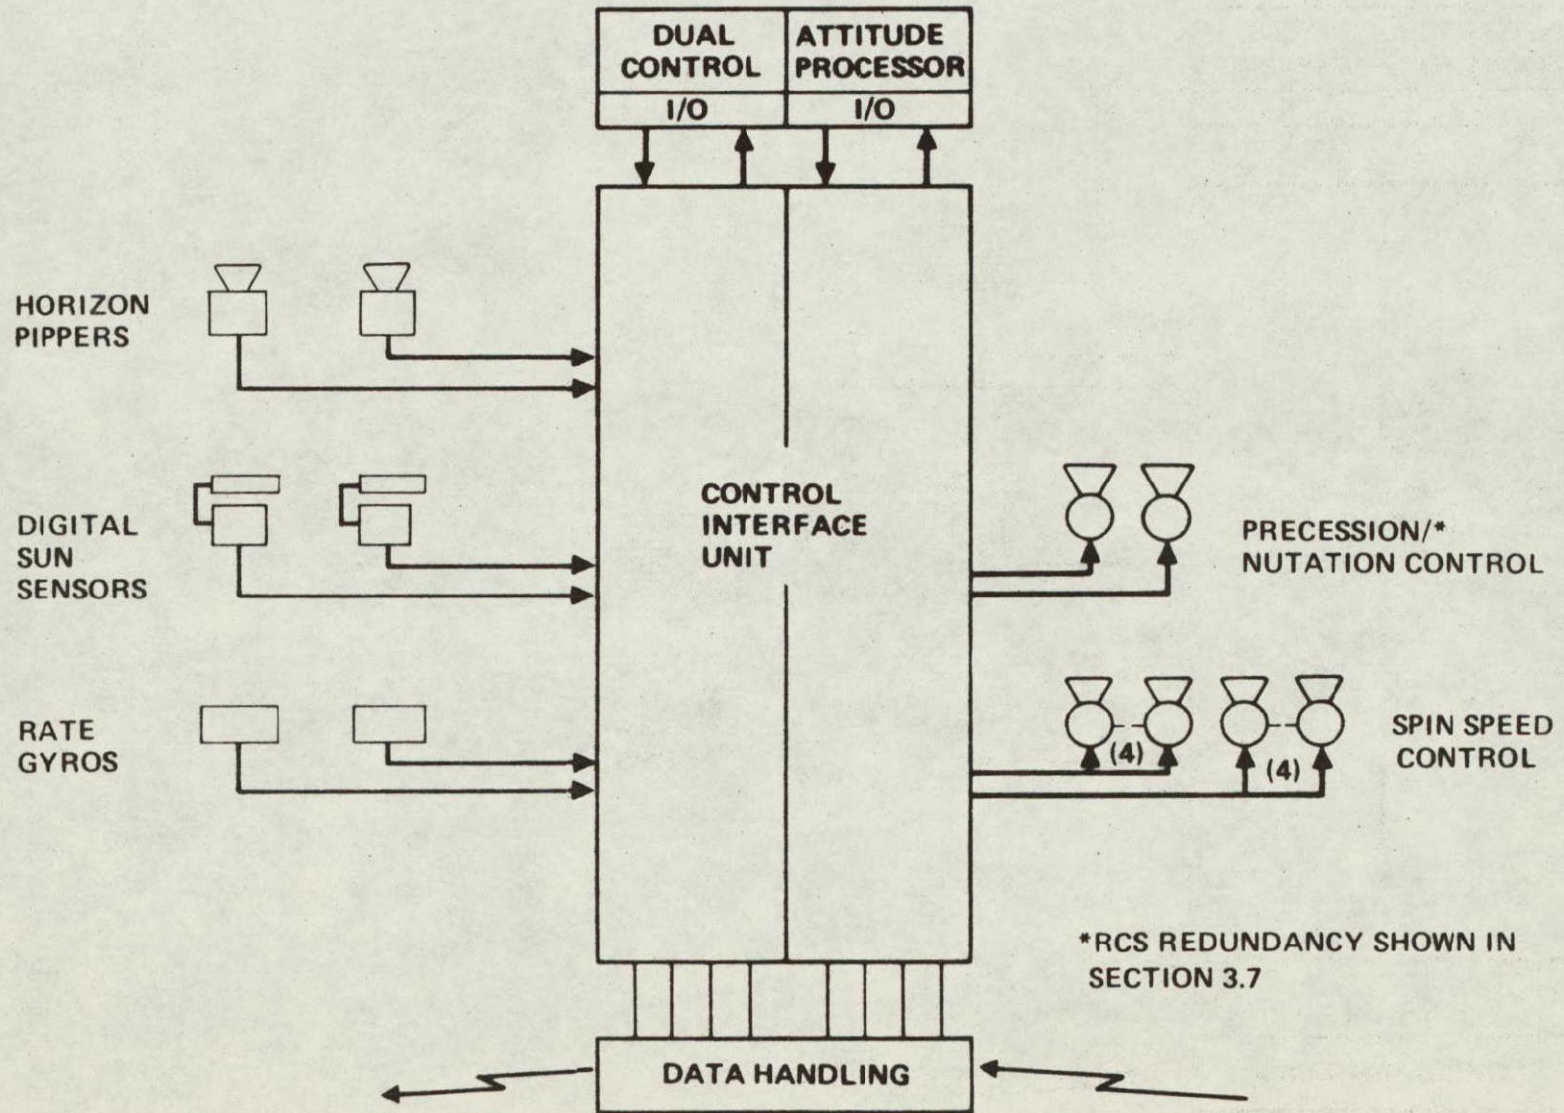 DUAL CONTROL
ATTITUDE PROCESSOR
I/O
I/O
HORIZON
PIPPERS
DIGITAL
SUN
SENSORS
RATE
GYROS
CONTROL
INTERFACE
UNIT
PRECESSION/*
NUTATION CONTROL
(4)
(4)
SPIN SPEED
CONTROL
*RCS REDUNDANCY SHOWN IN
SECTION 3.7
DATA HANDLING